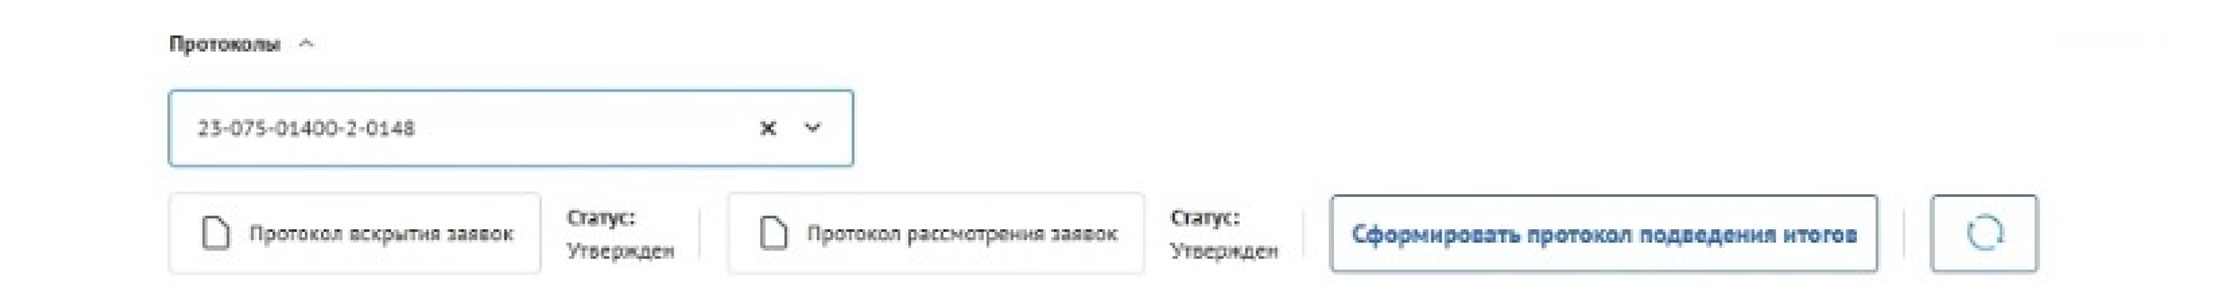 Протоколы
23-075-01400-2-0148
Протокол вскрытия заявок
Статус:
Утвержден
Протокол рассмотрения заявок
Статус:
Утвержден
Сформировать протокол подведения итогов